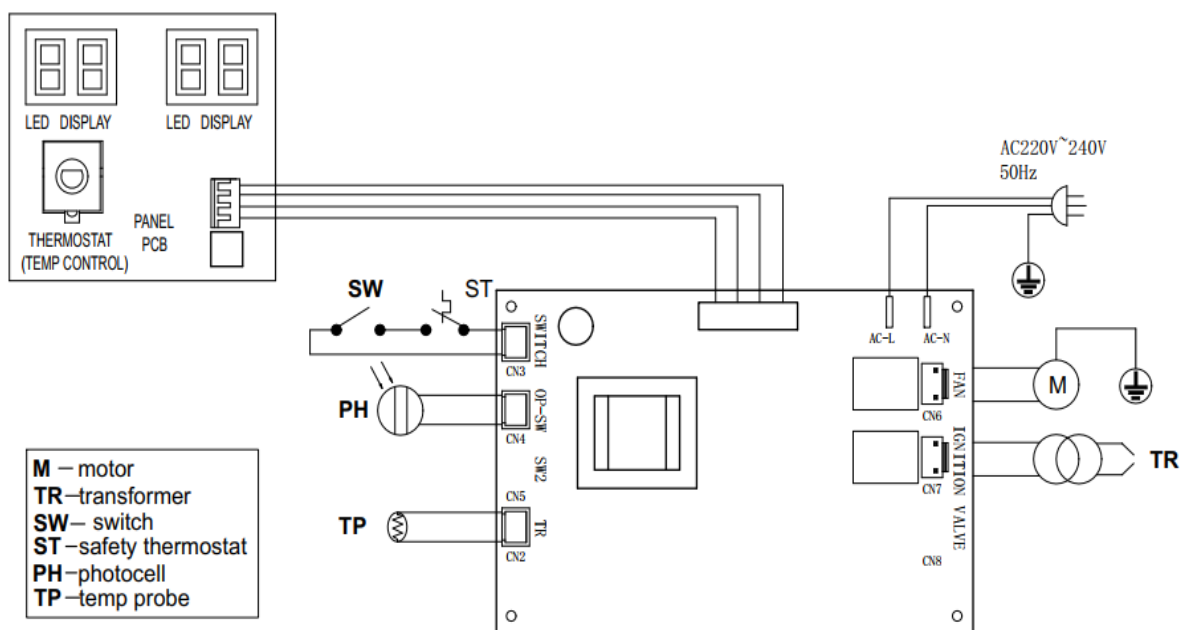 LED DISPLAY
LED DISPLAY
THERMOSTAT
(TEMP CONTROL)
PANEL
PCB
AC220V~240V
50Hz
SW
ST
SWITCH
CN3
PH
OP-SW
CN4
SW2
CN5
TP
TR
CN2
AC-L
AC-N
FAN
CN6
M
IGNITION
CN7
TR
VALVE
CN8
M – motor
TR–transformer
SW– switch
ST–safety thermostat
PH–photocell
TP–temp probe